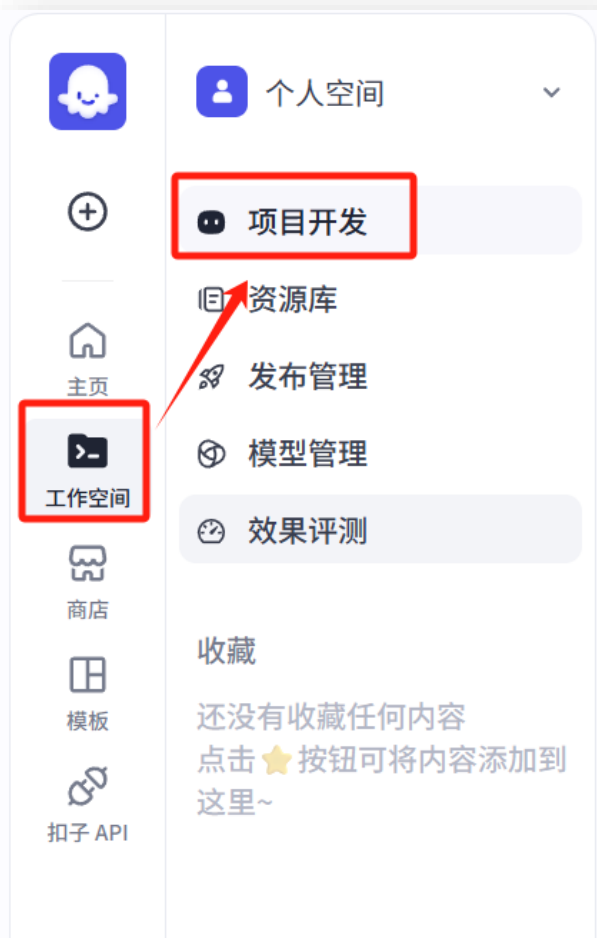 个人空间
项目开发
资源库
发布管理
模型管理
效果评测
收藏
还没有收藏任何内容
点击⭐按钮可将内容添加到
这里~
主页
工作空间
商店
模板
扣子 API